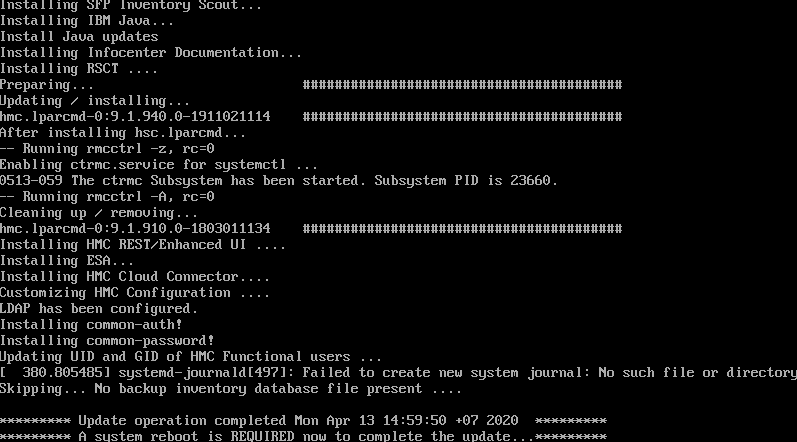 Installing SFP Inventory Scout...
Installing IBM Java...
Install Java updates
Installing Infocenter Documentation...
Installing RSCT ....
Preparing... ########################################
Updating / installing...
hmc.lparcmd-0:9.1.940.0-1911021114 ########################################
After installing hsc.lparcmd...
-- Running rmcctrl -z, rc=0
Enabling ctrmc.service for systemctl ...
0513-059 The ctrmc Subsystem has been started. Subsystem PID is 23660.
-- Running rmcctrl -A, rc=0
Cleaning up / removing...
hmc.lparcmd-0:9.1.910.0-1803011134 ########################################
Installing HMC REST/Enhanced UI ....
Installing ESA...
Installing HMC Cloud Connector....
Customizing HMC Configuration ....
LDAP has been configured.
Installing common-auth!
Installing common-password!
Updating UID and GID of HMC Functional users ...
[  380.805485] systemd-journald[497]: Failed to create new system journal: No such file or directory
Skipping... No backup inventory database file present ....
********* Update operation completed Mon Apr 13 14:59:50 +07 2020  *********
********* A system reboot is REQUIRED now to complete the update...*********